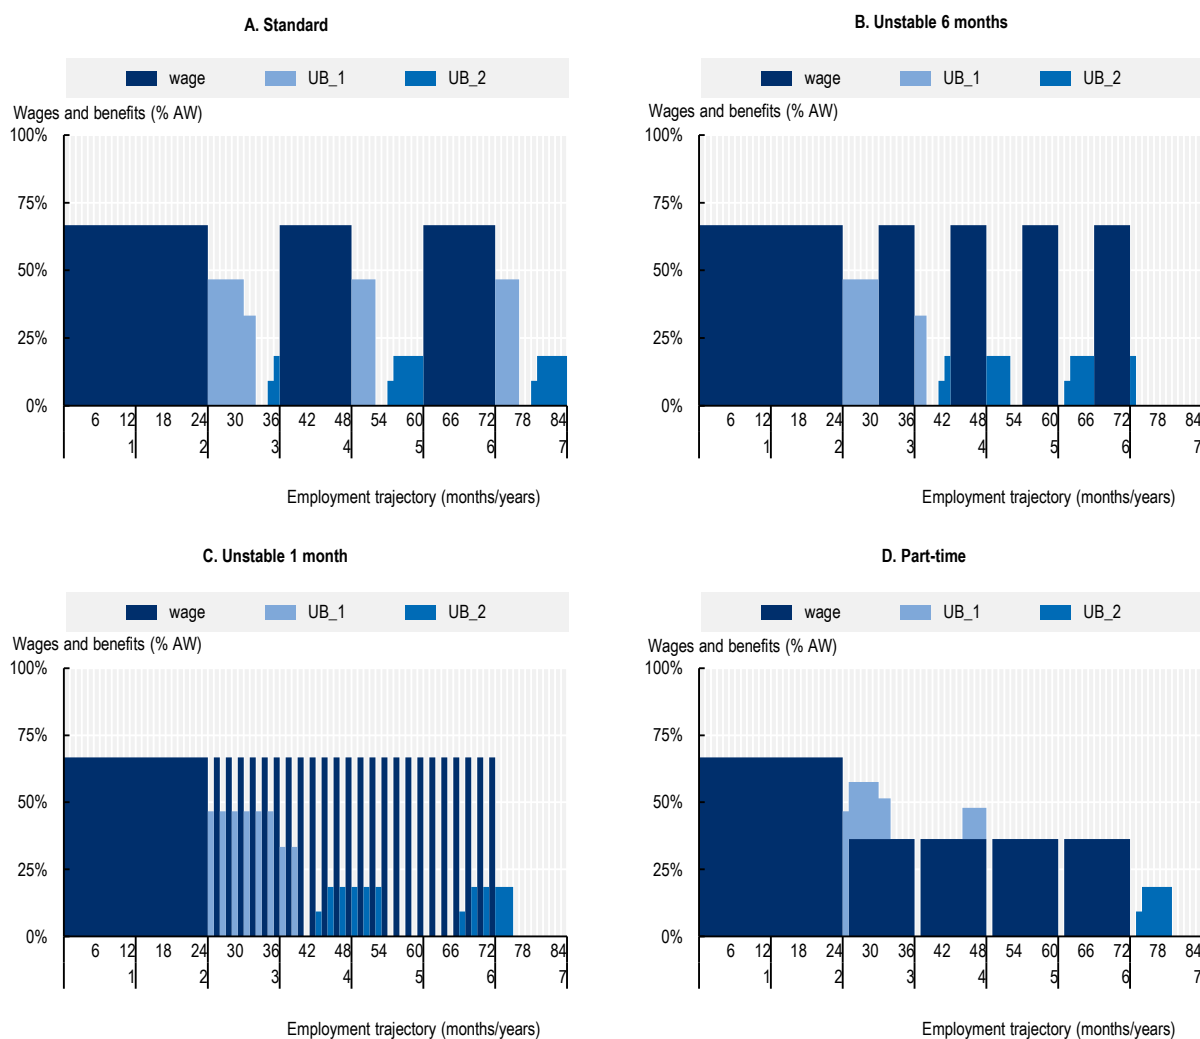 A. Standard
wage UB_1 UB_2
Wages and benefits (% AW)
100%
75%
50%
25%
0%
6 12 18 24 30 36 42 48 54 60 66 72 78 84
1 2 3 4 5 6 7
Employment trajectory (months/years)
B. Unstable 6 months
wage UB_1 UB_2
Wages and benefits (% AW)
100%
75%
50%
25%
0%
6 12 18 24 30 36 42 48 54 60 66 72 78 84
1 2 3 4 5 6 7
Employment trajectory (months/years)
C. Unstable 1 month
wage UB_1 UB_2
Wages and benefits (% AW)
100%
75%
50%
25%
0%
6 12 18 24 30 36 42 48 54 60 66 72 78 84
1 2 3 4 5 6 7
Employment trajectory (months/years)
D. Part-time
wage UB_1 UB_2
Wages and benefits (% AW)
100%
75%
50%
25%
0%
6 12 18 24 30 36 42 48 54 60 66 72 78 84
1 2 3 4 5 6 7
Employment trajectory (months/years)